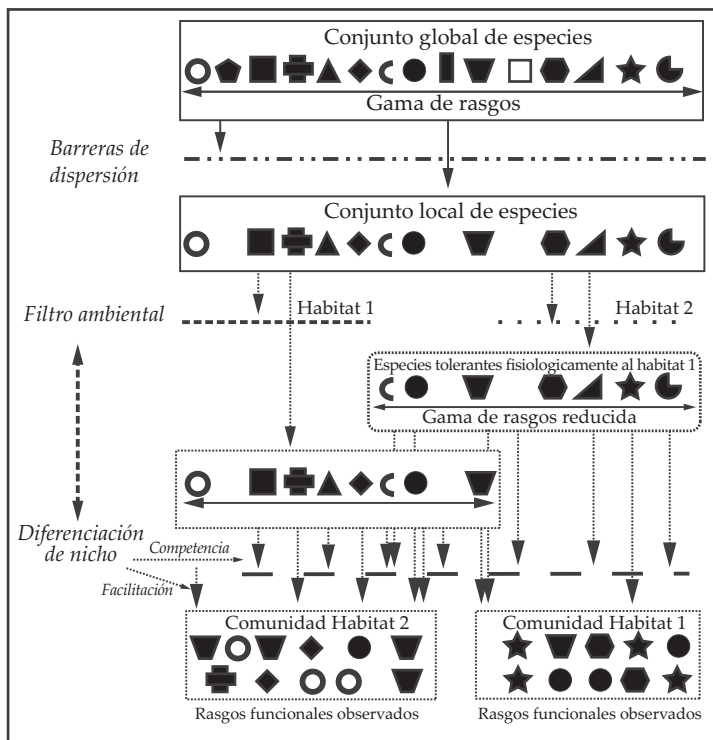 Conjunto global de especies
Gama de rasgos
Barreras de
dispersión
Conjunto local de especies
Filtro ambiental
Habitat 1
Habitat 2
Especies tolerantes fisiologicamente al habitat 1
Gama de rasgos reducida
Diferenciación
de nicho
Competencia
Facilitación
Comunidad Habitat 2
Comunidad Habitat 1
Rasgos funcionales observados
Rasgos funcionales observados